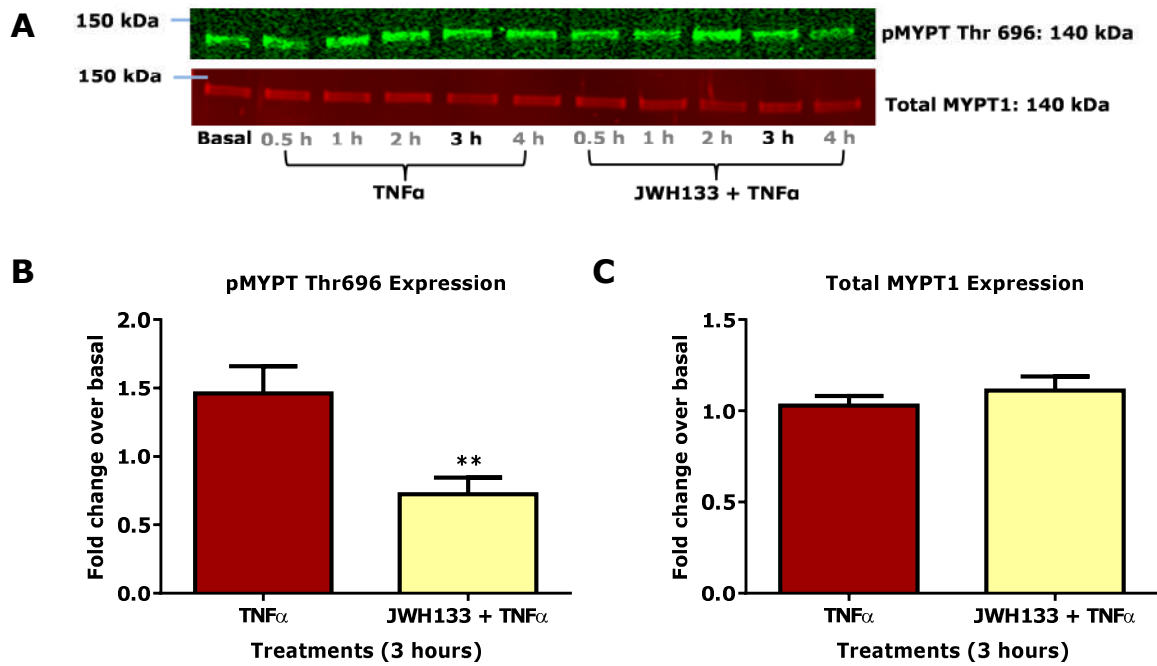 A
150 kDa
pMYPT Thr 696: 140 kDa
150 kDa
Total MYPT1: 140 kDa
Basal 0.5 h 1 h 2 h 3 h 4 h 0.5 h 1 h 2 h 3 h 4 h
TNFα JWH133 + TNFα
B
pMYPT Thr696 Expression
Fold change over basal
2.0
1.5
1.0
0.5
0.0
**
TNFα JWH133 + TNFα
Treatments (3 hours)
C
Total MYPT1 Expression
Fold change over basal
1.5
1.0
0.5
0.0
TNFα JWH133 + TNFα
Treatments (3 hours)